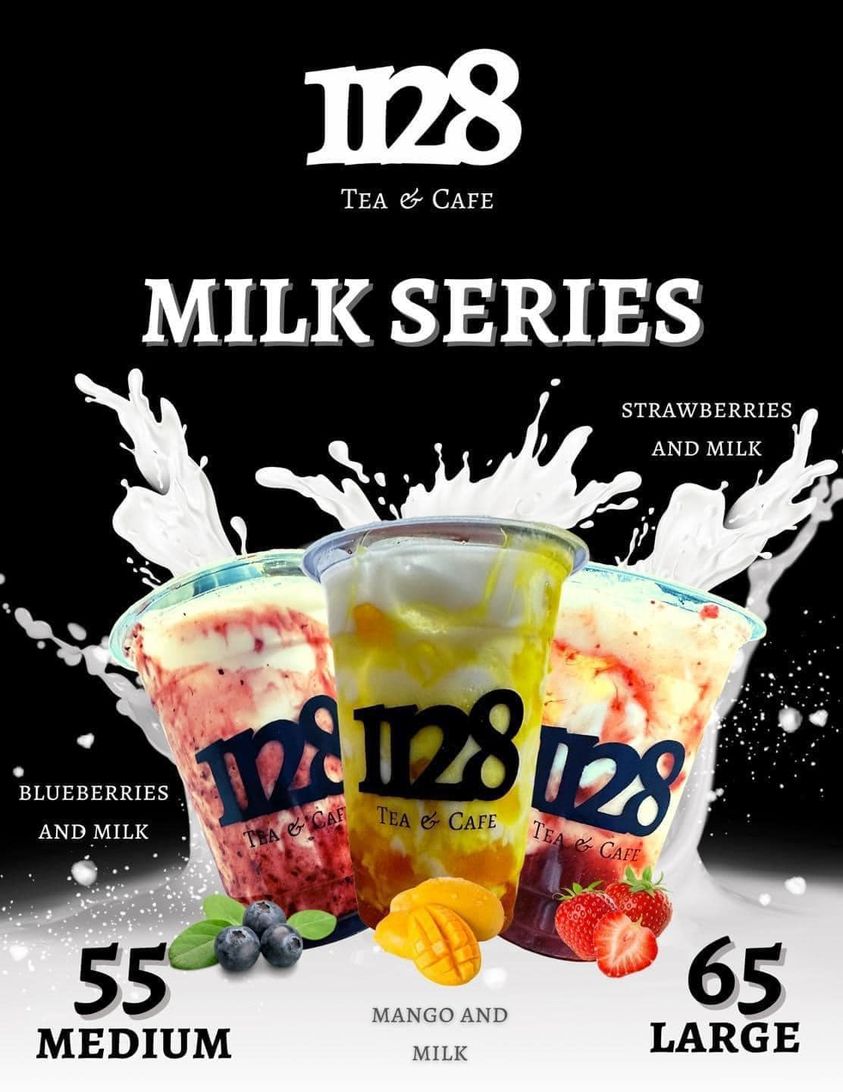 1128
TEA & CAFE
MILK SERIES
STRAWBERRIES
AND MILK
1128
TEA & CAFE
1128
TEA & CAFE
1128
TEA & CAFE
BLUEBERRIES
AND MILK
55
MEDIUM
MANGO AND
MILK
65
LARGE